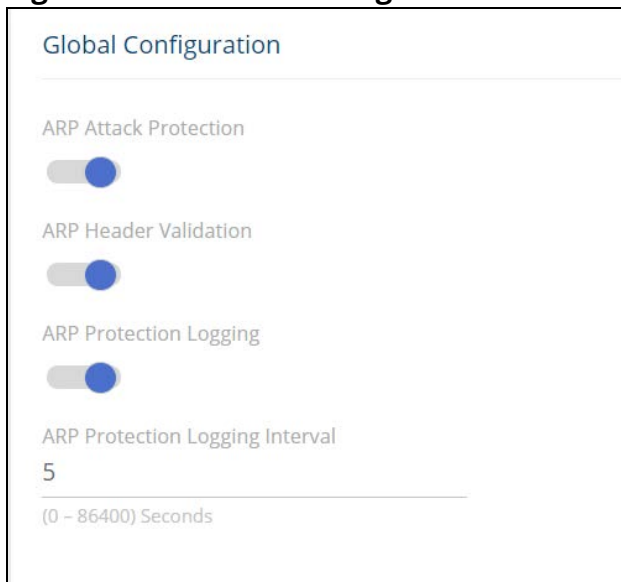 Global Configuration
ARP Attack Protection
ARP Header Validation
ARP Protection Logging
ARP Protection Logging Interval
5
(0 – 86400) Seconds